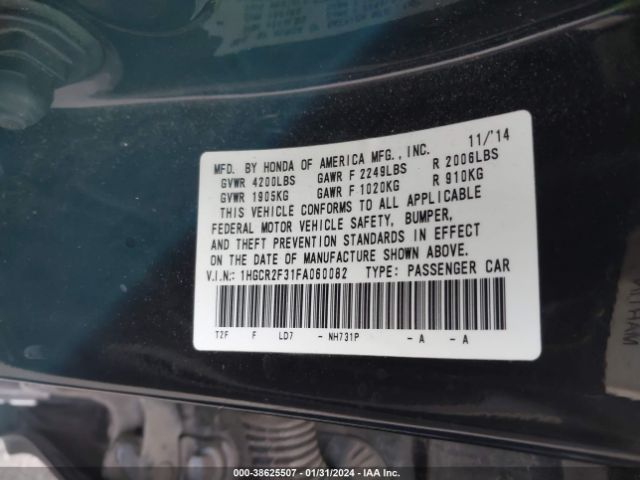 MFD. BY HONDA OF AMERICA MFG., INC. 11/'14
GVWR 4200LBS GAWR F 2249LBS R 2006LBS
GVWR 1905KG GAWR F 1020KG R 910KG
THIS VEHICLE CONFORMS TO ALL APPLICABLE
FEDERAL MOTOR VEHICLE SAFETY, BUMPER,
AND THEFT PREVENTION STANDARDS IN EFFECT
ON THE DATE OF MANUFACTURE SHOWN ABOVE.
V.I.N: 1HGCR2F31FA060082 TYPE: PASSENGER CAR
T2F F LD7 - NH731P - A - A
000-38625507 - 01/31/2024 - IAA Inc.